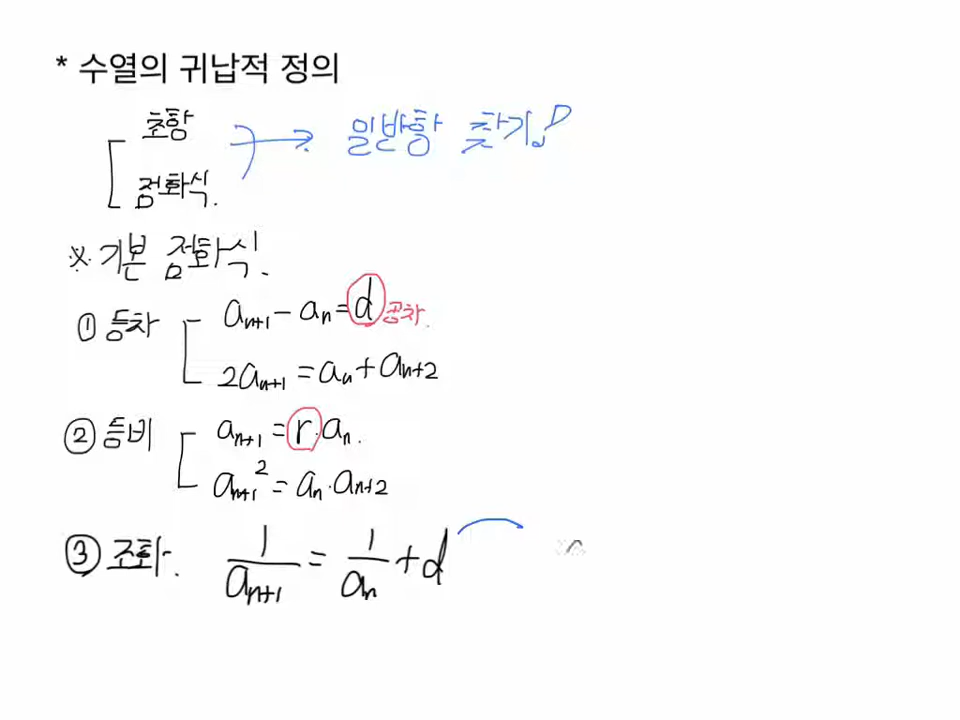 * 수열의 귀납적 정의
초항 → 일반항 찾기!
점화식.
※ 기본 점화식.
① 등차 a_{n+1} - a_n = d 공차.
2a_{n+1} = a_n + a_{n+2}
② 등비 a_{n+1} = r · a_n.
a_{n+1}^2 = a_n · a_{n+2}
③ 조화. 1/a_{n+1} = 1/a_n + d